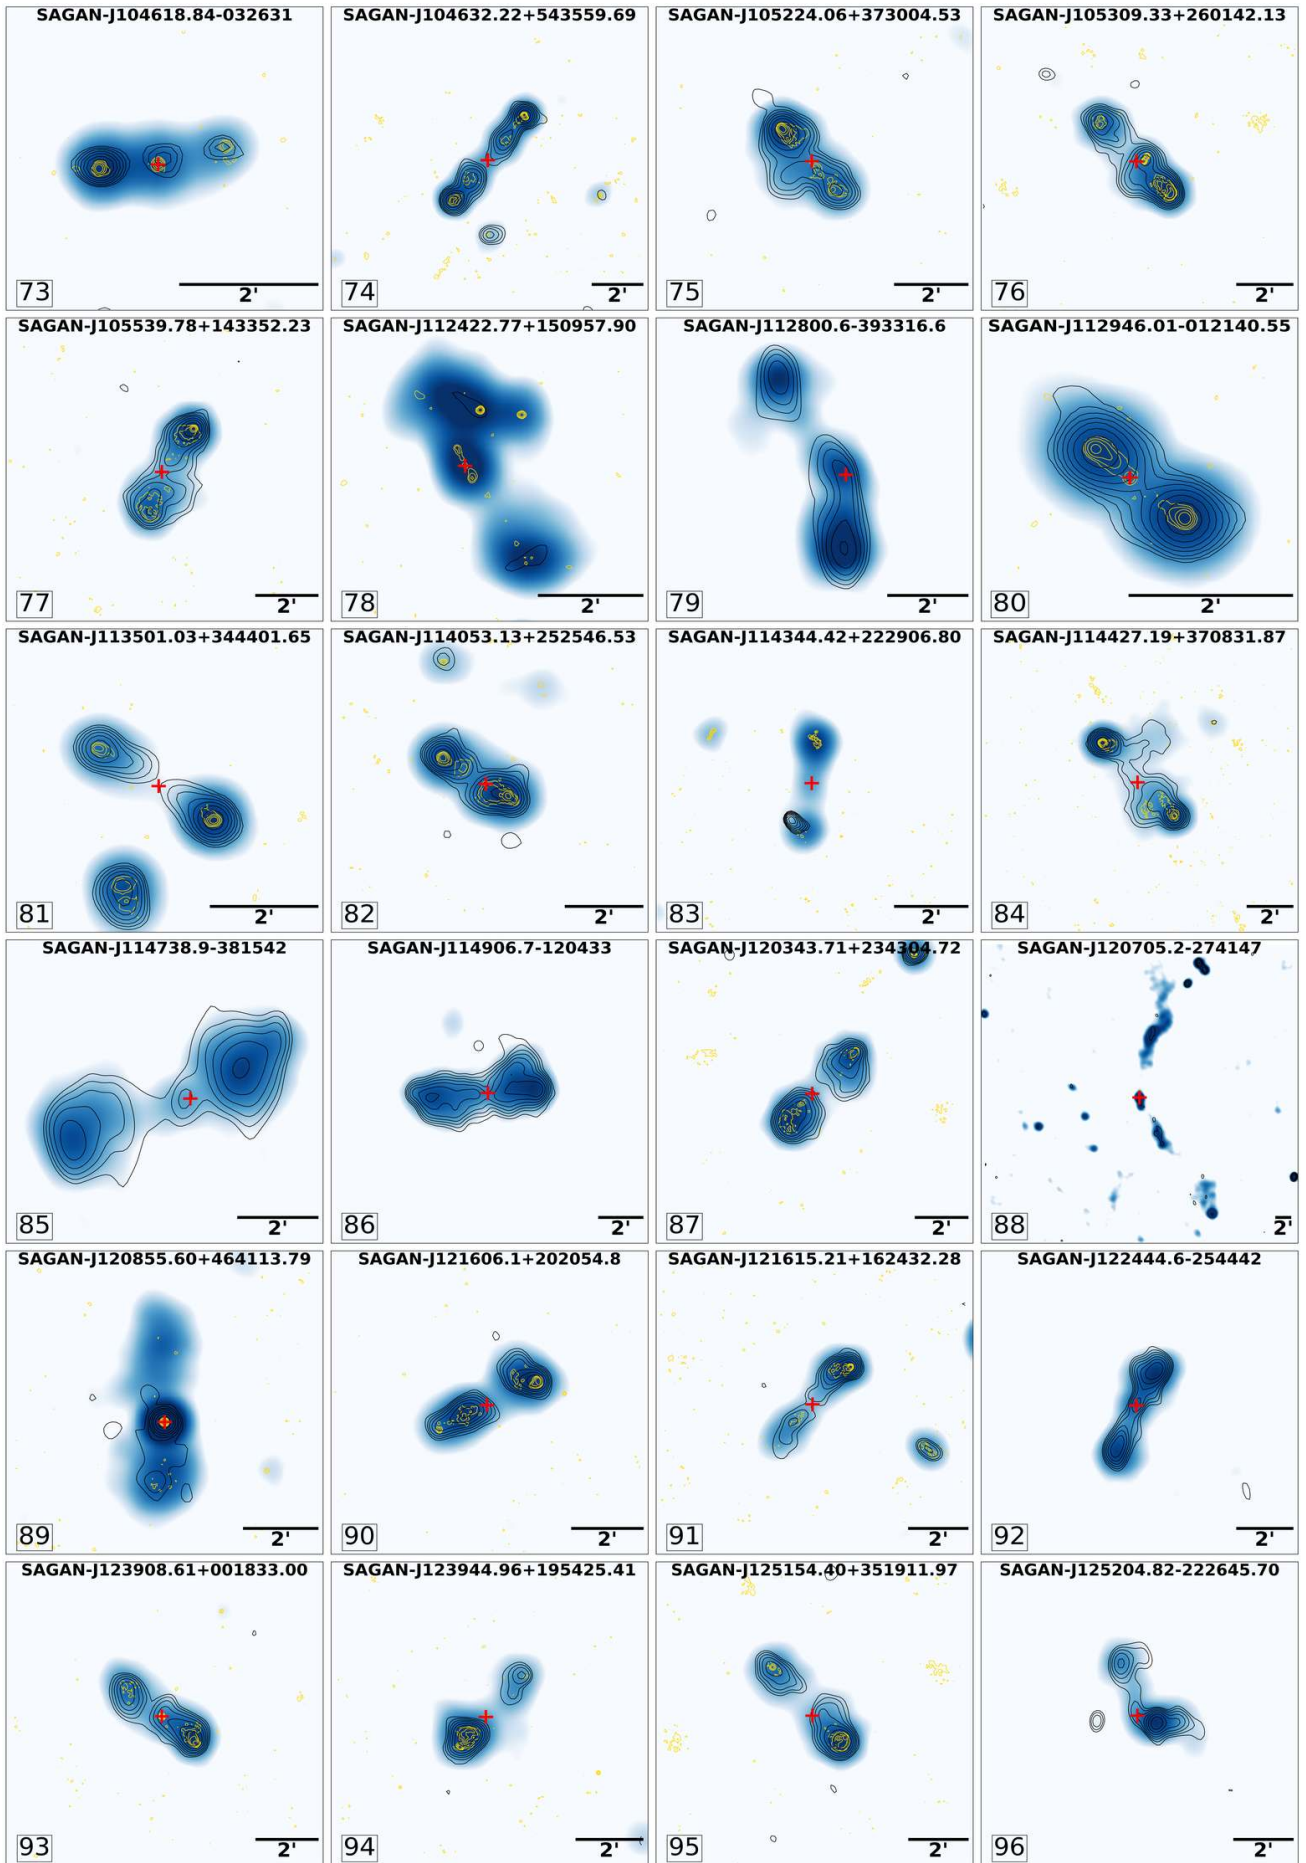 SAGAN-J104618.84-032631 SAGAN-J104632.22+543559.69 SAGAN-J105224.06+373004.53 SAGAN-J105309.33+260142.13
73 2' 74 2' 75 2' 76 2'
SAGAN-J105539.78+143352.23 SAGAN-J112422.77+150957.90 SAGAN-J112800.6-393316.6 SAGAN-J112946.01-012140.55
77 2' 78 2' 79 2' 80 2'
SAGAN-J113501.03+344401.65 SAGAN-J114053.13+252546.53 SAGAN-J114344.42+222906.80 SAGAN-J114427.19+370831.87
81 2' 82 2' 83 2' 84 2'
SAGAN-J114738.9-381542 SAGAN-J114906.7-120433 SAGAN-J120343.71+234304.72 SAGAN-J120705.2-274147
85 2' 86 2' 87 2' 88 2'
SAGAN-J120855.60+464113.79 SAGAN-J121606.1+202054.8 SAGAN-J121615.21+162432.28 SAGAN-J122444.6-254442
89 2' 90 2' 91 2' 92 2'
SAGAN-J123908.61+001833.00 SAGAN-J123944.96+195425.41 SAGAN-J125154.40+351911.97 SAGAN-J125204.82-222645.70
93 2' 94 2' 95 2' 96 2'